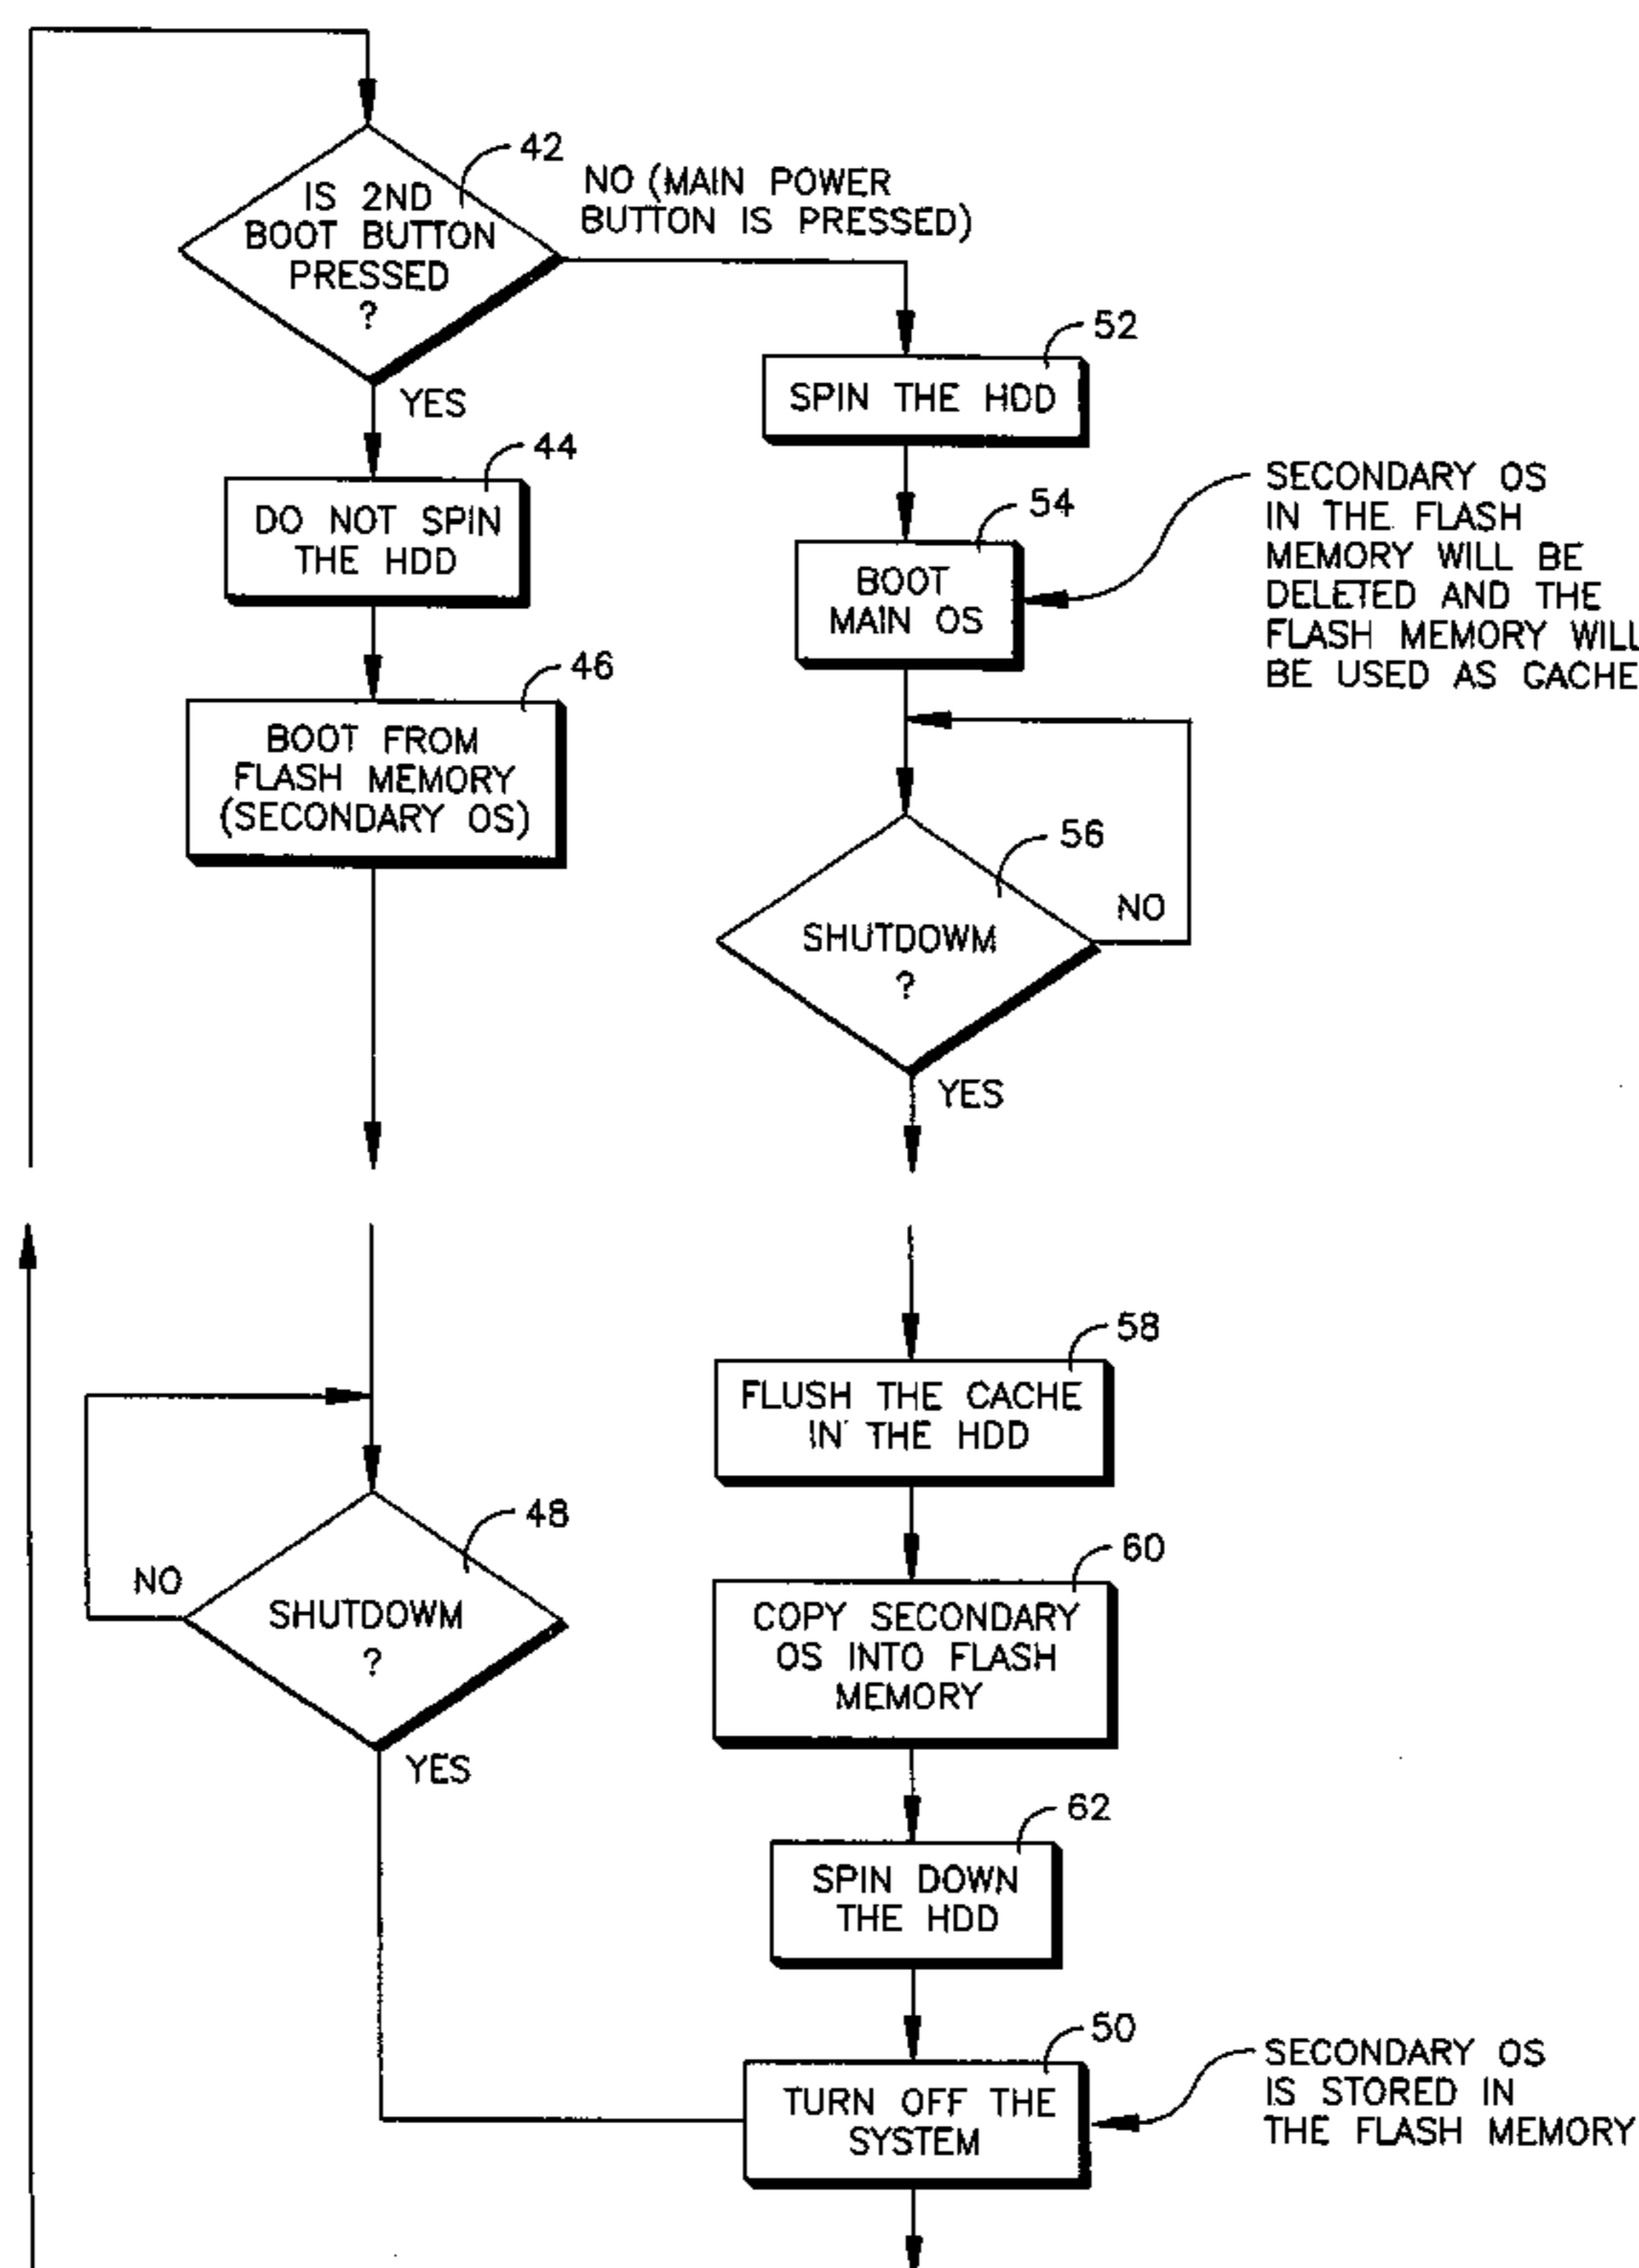 42
IS 2ND
BOOT BUTTON
PRESSED
?
NO (MAIN POWER
BUTTON IS PRESSED)
YES
52
SPIN THE HDD
44
DO NOT SPIN
THE HDD
54
BOOT
MAIN OS
SECONDARY OS
IN THE FLASH
MEMORY WILL BE
DELETED AND THE
FLASH MEMORY WILL
BE USED AS CACHE
46
BOOT FROM
FLASH MEMORY
(SECONDARY OS)
56
SHUTDOWM
?
NO
YES
58
FLUSH THE CACHE
IN THE HDD
48
SHUTDOWM
?
NO
YES
60
COPY SECONDARY
OS INTO FLASH
MEMORY
62
SPIN DOWN
THE HDD
50
TURN OFF THE
SYSTEM
SECONDARY OS
IS STORED IN
THE FLASH MEMORY